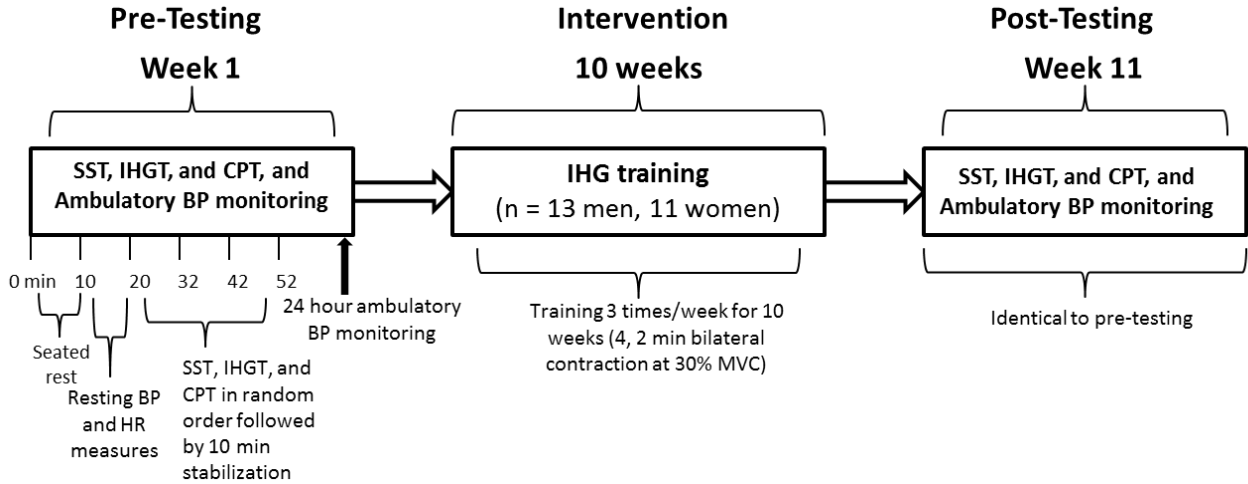 Pre-Testing
Week 1
SST, IHGT, and CPT, and
Ambulatory BP monitoring
0 min 10 20 32 42 52
Seated
rest
Resting BP
and HR
measures
SST, IHGT, and
CPT in random
order followed
by 10 min
stabilization
24 hour ambulatory
BP monitoring
Intervention
10 weeks
IHG training
(n = 13 men, 11 women)
Training 3 times/week for 10
weeks (4, 2 min bilateral
contraction at 30% MVC)
Post-Testing
Week 11
SST, IHGT, and CPT, and
Ambulatory BP monitoring
Identical to pre-testing